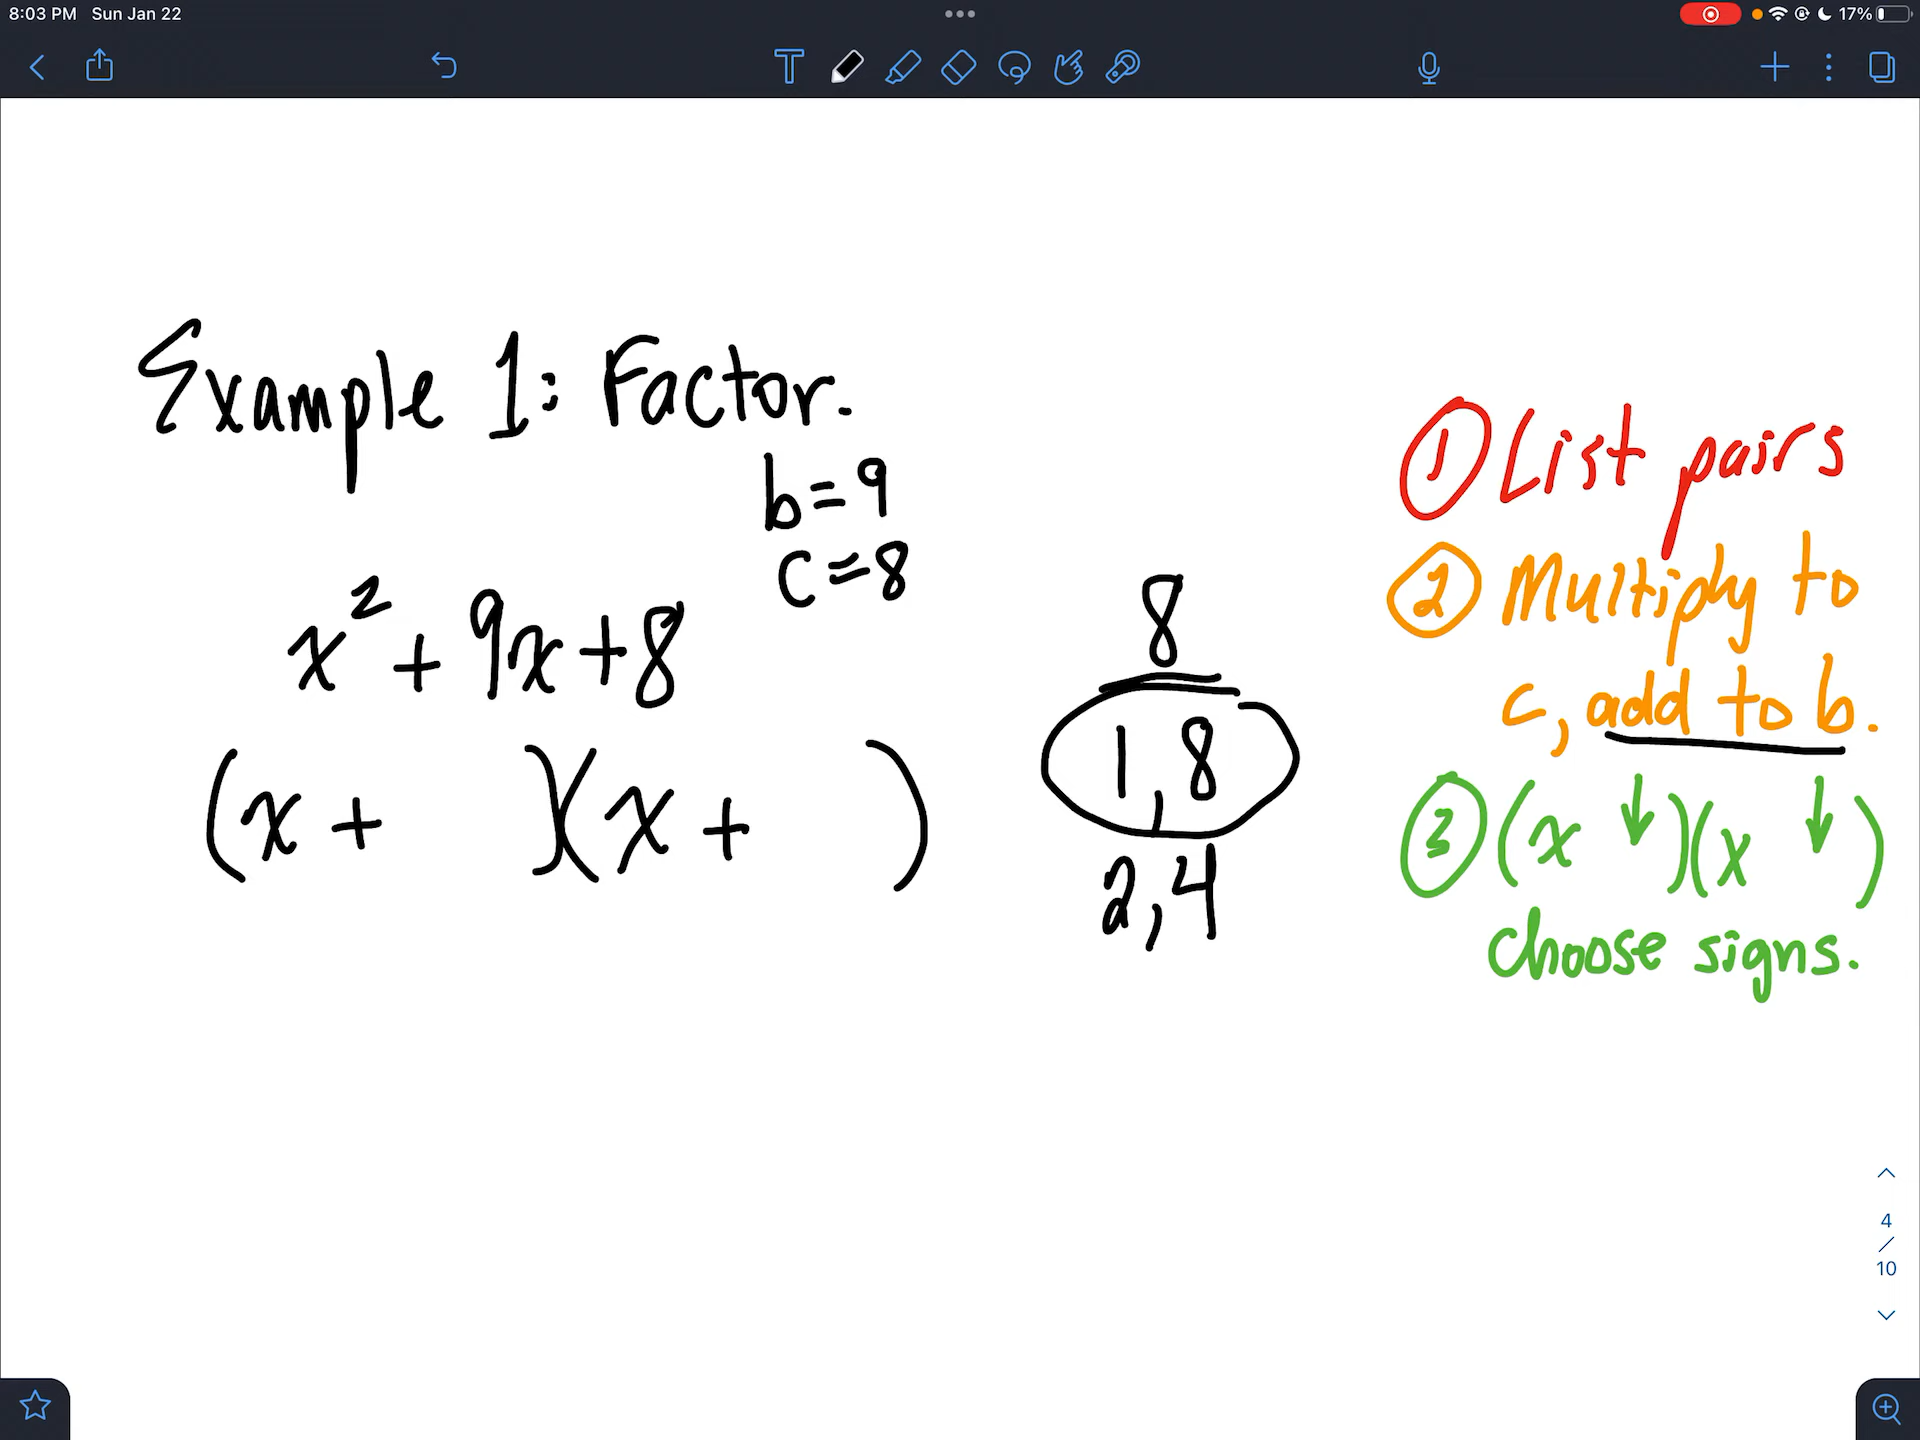 8:03 PM Sun Jan 22
17%
Example 1: Factor.
b=9
c=8
x² + 9x+8
(x + )(x + )
8
1,8
2,4
① List pairs
② Multiply to
c, add to b.
③ (x ↓)(x ↓)
choose signs.
4
/
10